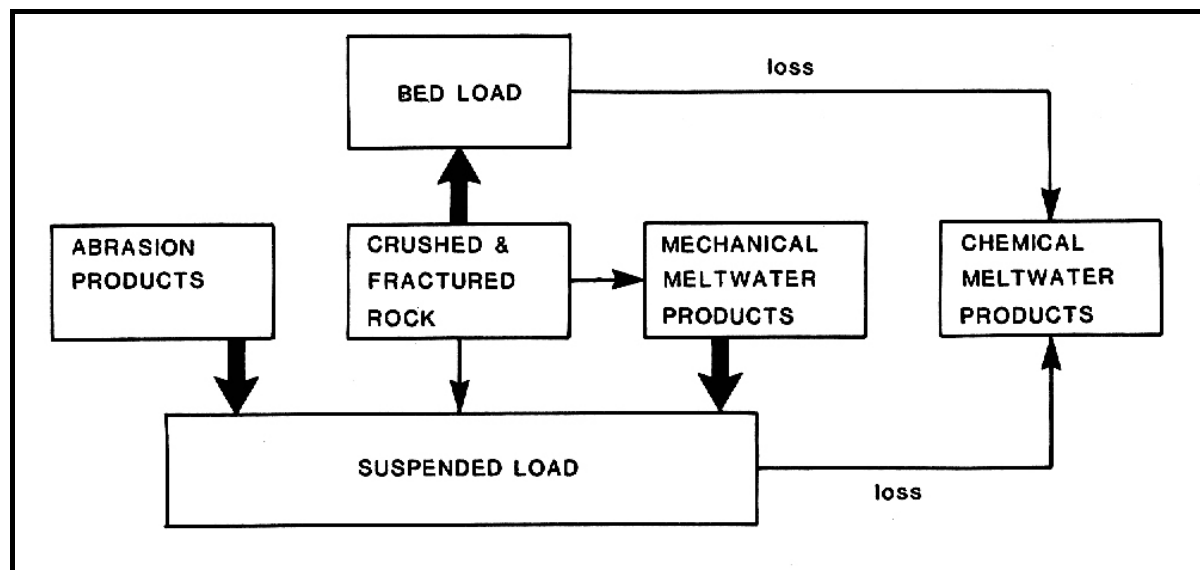 BED LOAD
loss
ABRASION
PRODUCTS
CRUSHED &
FRACTURED
ROCK
MECHANICAL
MELTWATER
PRODUCTS
CHEMICAL
MELTWATER
PRODUCTS
SUSPENDED LOAD
loss